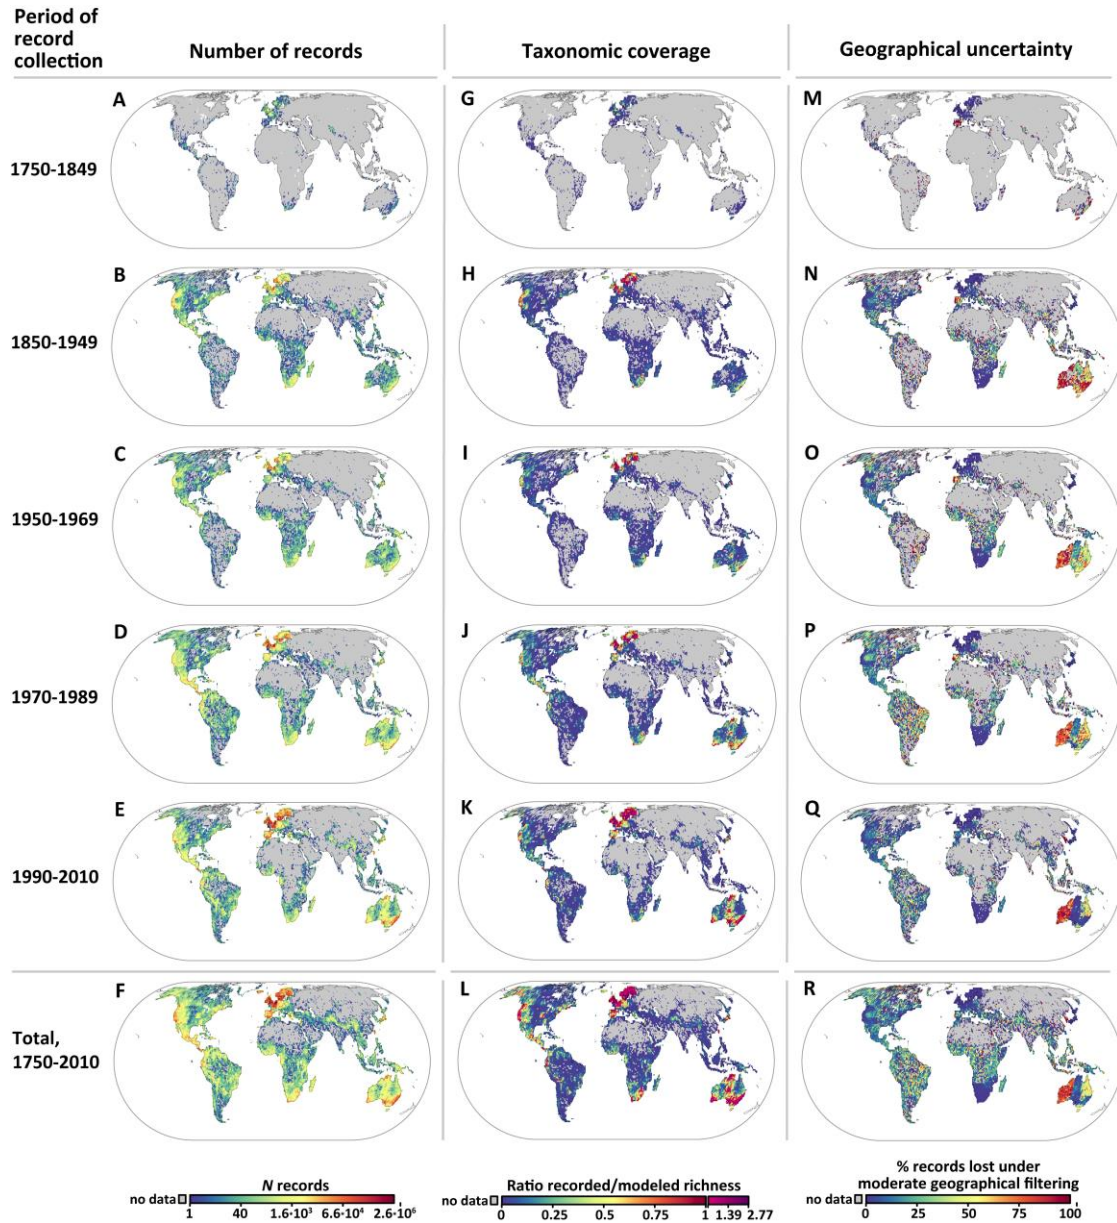 Period of
record
collection
Number of records
Taxonomic coverage
Geographical uncertainty
A
G
M
1750-1849
B
H
N
1850-1949
C
I
O
1950-1969
D
J
P
1970-1989
E
K
Q
1990-2010
F
L
R
Total,
1750-2010
N records
no data
1 40 1.6·10³ 6.6·10⁴ 2.6·10⁶
Ratio recorded/modeled richness
no data
0 0.25 0.5 0.75 1 1.39 2.77
% records lost under
moderate geographical filtering
no data
0 25 50 75 100